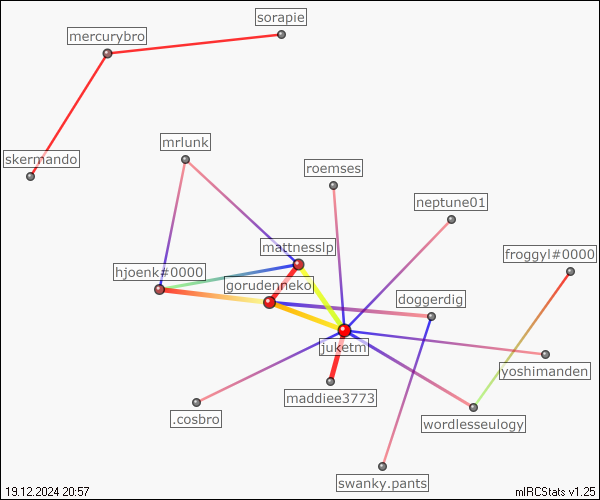 sorapie
mercurybro
skermando
mrlunk
roemses
neptune01
mattnesslp
froggyl#0000
hjoenk#0000
gorudenneko
doggerdig
juketm
yoshimanden
maddiee3773
.cosbro
wordlesseulogy
swanky.pants
19.12.2024 20:57
mIRCStats v1.25